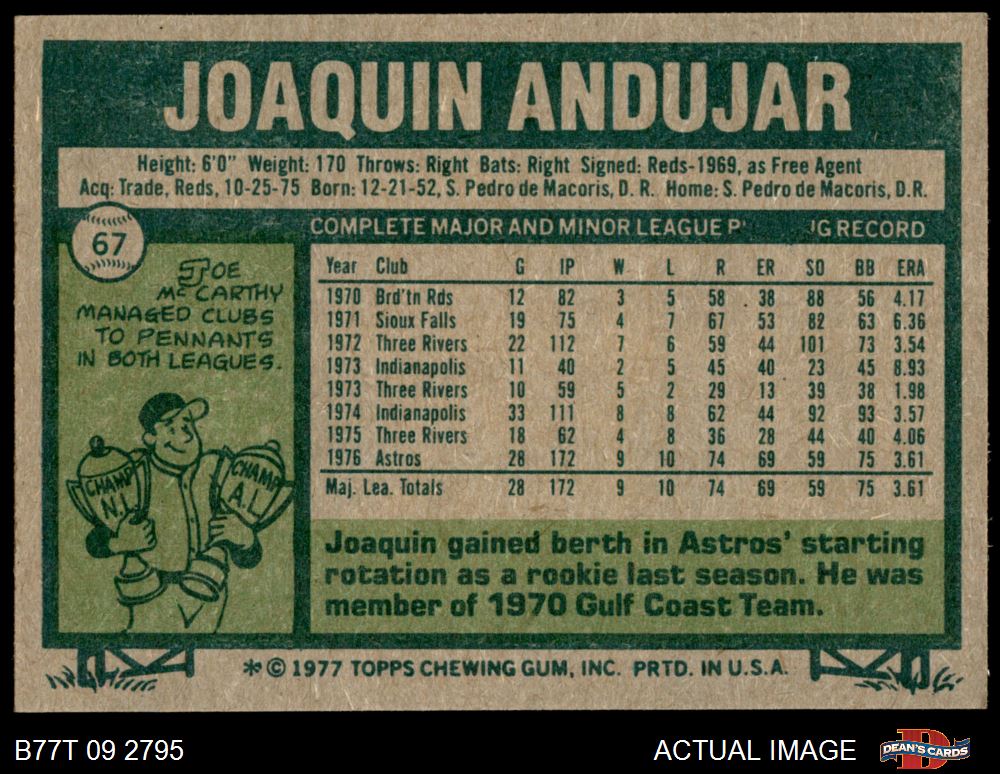 JOAQUIN ANDUJAR
Height: 6'0" Weight: 170 Throws: Right Bats: Right Signed: Reds-1969, as Free Agent
Acq: Trade, Reds, 10-25-75 Born: 12-21-52, S. Pedro de Macoris, D. R. Home: S. Pedro de Macoris, D.R.
67
JOE
McCARTHY
MANAGED CLUBS
TO PENNANTS
IN BOTH LEAGUES.
CHAMP
N.L.
CHAMP
A.L.
COMPLETE MAJOR AND MINOR LEAGUE P G RECORD
Year Club G IP W L R ER SO BB ERA
1970 Brd'tn Rds 12 82 3 5 58 38 88 56 4.17
1971 Sioux Falls 19 75 4 7 67 53 82 63 6.36
1972 Three Rivers 22 112 7 6 59 44 101 73 3.54
1973 Indianapolis 11 40 2 5 45 40 23 45 8.93
1973 Three Rivers 10 59 5 2 29 13 39 38 1.98
1974 Indianapolis 33 111 8 8 62 44 92 93 3.57
1975 Three Rivers 18 62 4 8 36 28 44 40 4.06
1976 Astros 28 172 9 10 74 69 59 75 3.61
Maj. Lea. Totals 28 172 9 10 74 69 59 75 3.61
Joaquin gained berth in Astros' starting
rotation as a rookie last season. He was
member of 1970 Gulf Coast Team.
*© 1977 TOPPS CHEWING GUM, INC. PRTD. IN U.S.A.
B77T 09 2795
ACTUAL IMAGE
DEAN'S CARDS